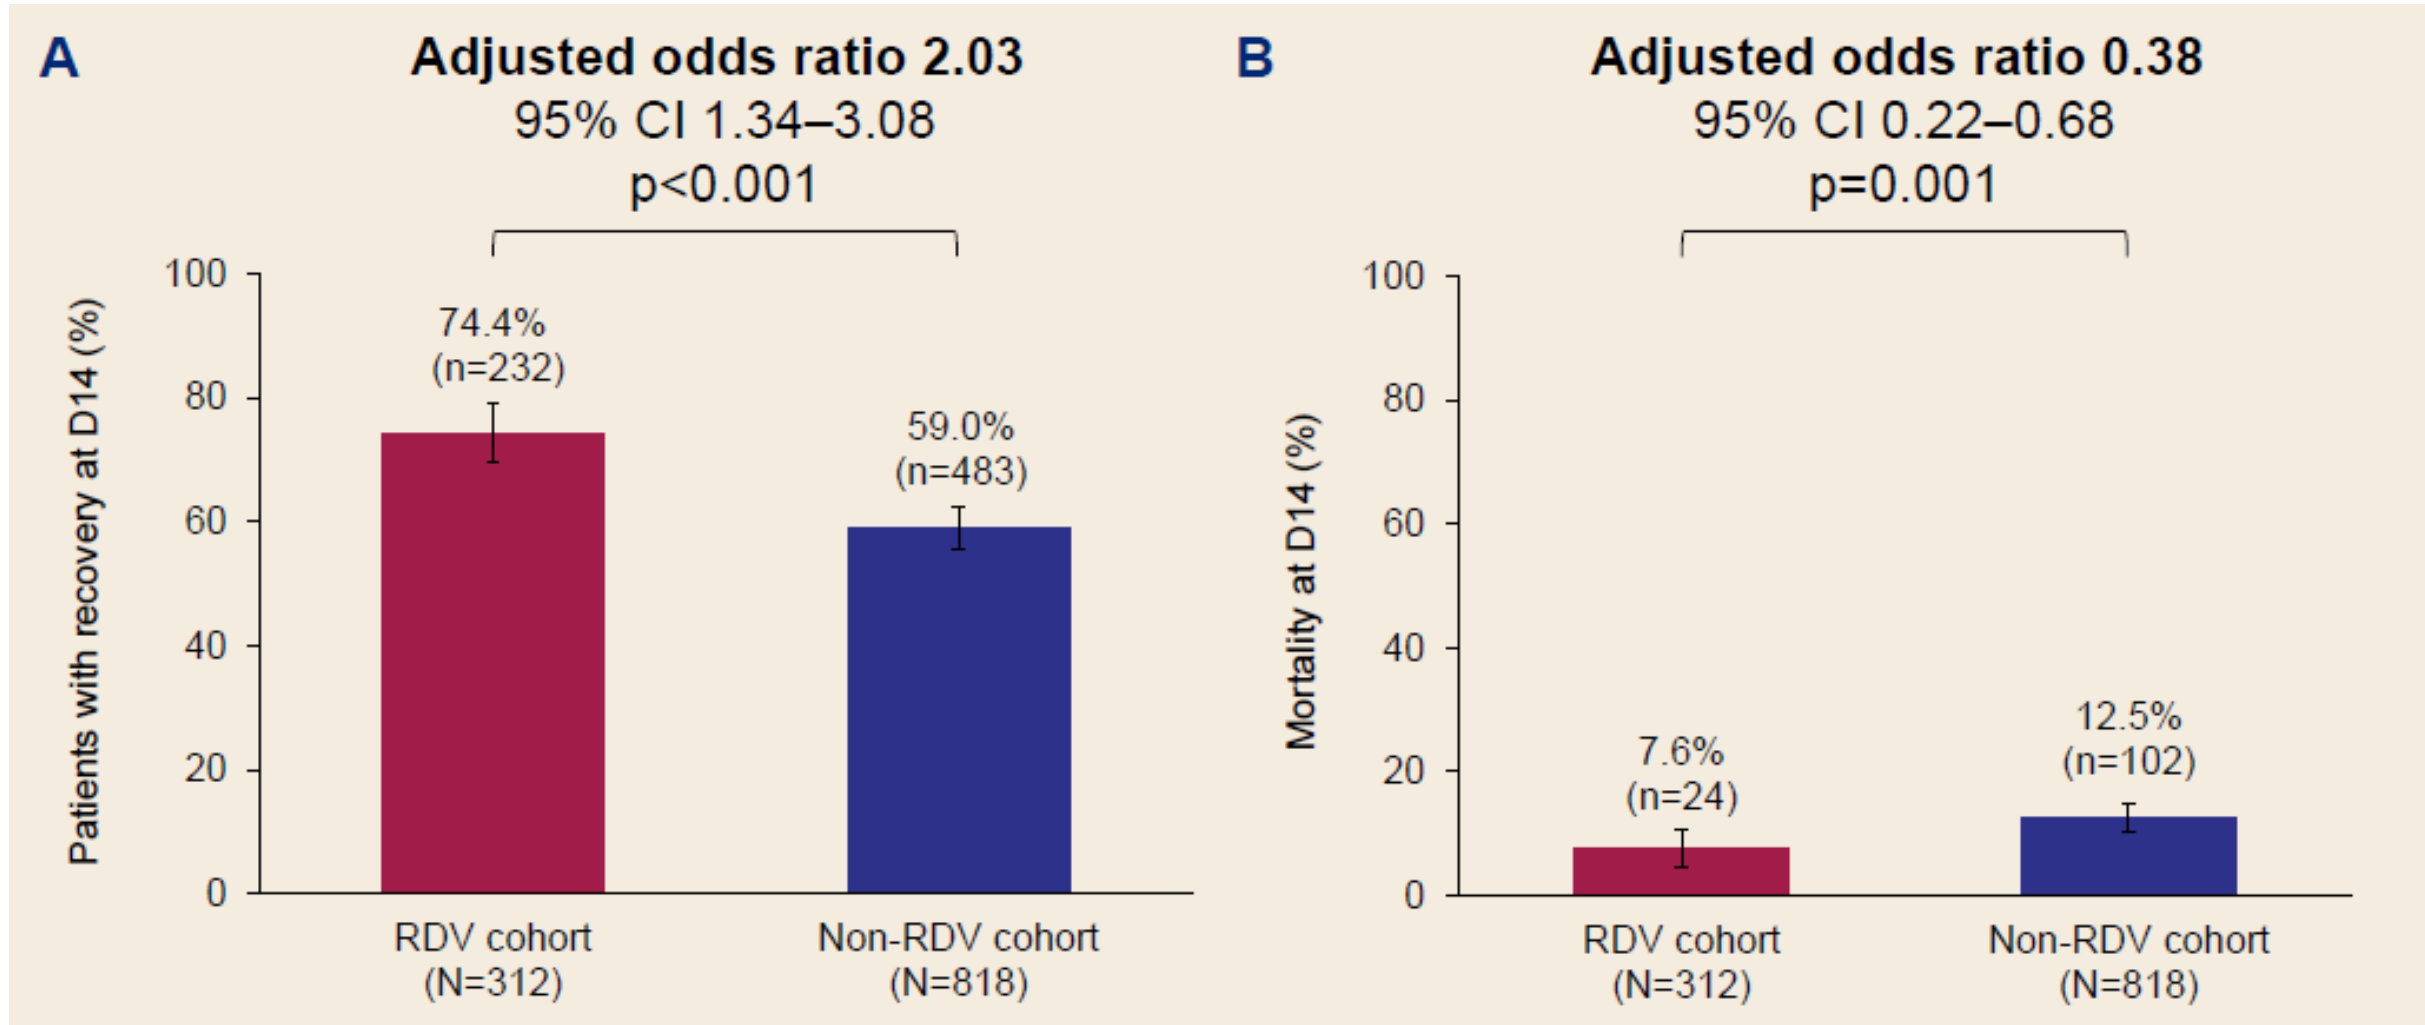 A
Adjusted odds ratio 2.03
95% CI 1.34–3.08
p<0.001
Patients with recovery at D14 (%)
100
80
60
40
20
0
74.4%
(n=232)
59.0%
(n=483)
RDV cohort
(N=312)
Non-RDV cohort
(N=818)
B
Adjusted odds ratio 0.38
95% CI 0.22–0.68
p=0.001
Mortality at D14 (%)
100
80
60
40
20
0
7.6%
(n=24)
12.5%
(n=102)
RDV cohort
(N=312)
Non-RDV cohort
(N=818)